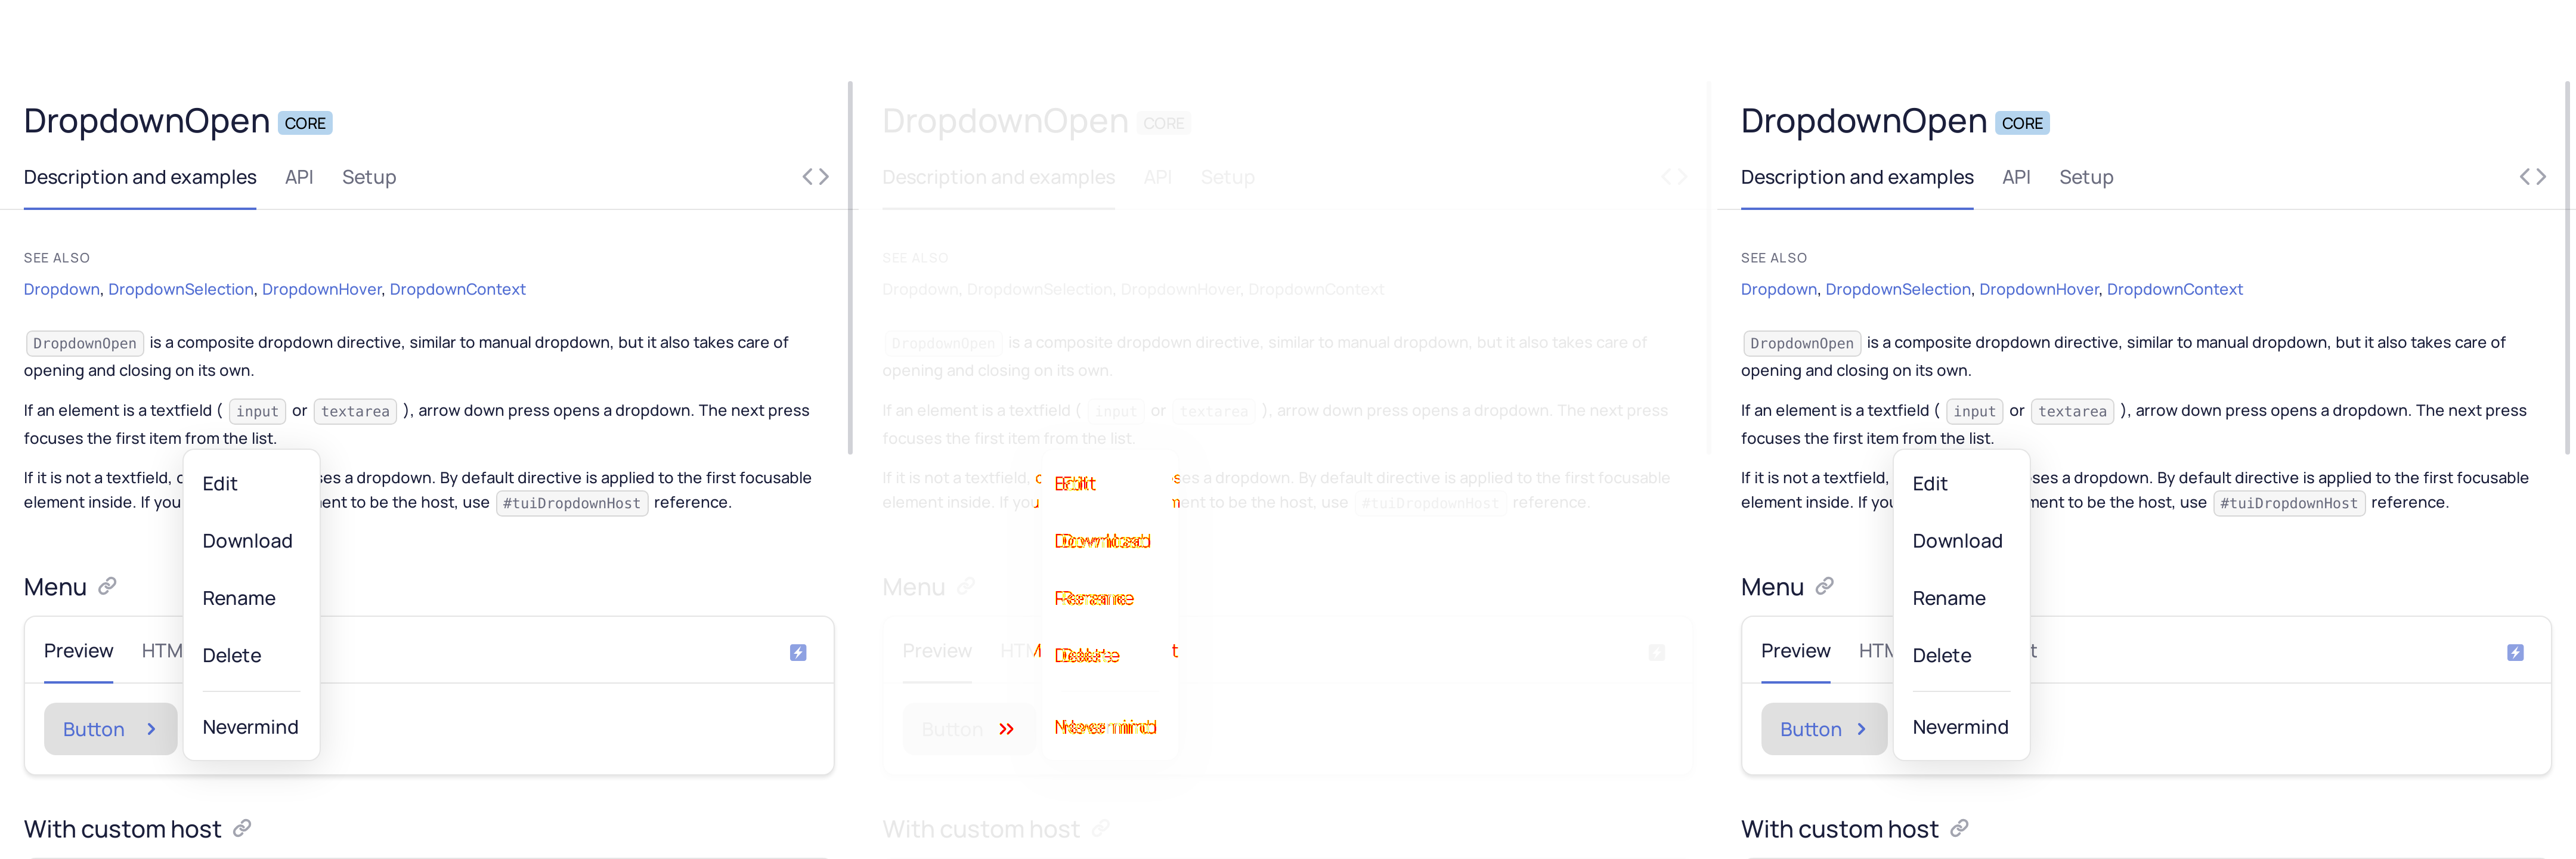 DropdownOpen CORE
Description and examples API Setup
SEE ALSO
Dropdown, DropdownSelection, DropdownHover, DropdownContext
DropdownOpen is a composite dropdown directive, similar to manual dropdown, but it also takes care of
opening and closing on its own.
If an element is a textfield ( input or textarea ), arrow down press opens a dropdown. The next press
focuses the first item from the list.
If it is not a textfield, es a dropdown. By default directive is applied to the first focusable
element inside. If you ent to be the host, use #tuiDropdownHost reference.
Edit
Download
Rename
Delete
Nevermind
Menu
Preview HTM
Button
With custom host
DropdownOpen CORE
Description and examples API Setup
SEE ALSO
Dropdown, DropdownSelection, DropdownHover, DropdownContext
DropdownOpen is a composite dropdown directive, similar to manual dropdown, but it also takes care of
opening and closing on its own.
If an element is a textfield ( input or textarea ), arrow down press opens a dropdown. The next press
focuses the first item from the list.
If it is not a textfield, es a dropdown. By default directive is applied to the first focusable
element inside. If you ment to be the host, use #tuiDropdownHost reference.
Edit
Download
Rename
Delete
Nevermind
Menu
Preview HTM t
Button
With custom host
DropdownOpen CORE
Description and examples API Setup
SEE ALSO
Dropdown, DropdownSelection, DropdownHover, DropdownContext
DropdownOpen is a composite dropdown directive, similar to manual dropdown, but it also takes care of
opening and closing on its own.
If an element is a textfield ( input or textarea ), arrow down press opens a dropdown. The next press
focuses the first item from the list.
If it is not a textfield, ses a dropdown. By default directive is applied to the first focusable
element inside. If you ment to be the host, use #tuiDropdownHost reference.
Edit
Download
Rename
Delete
Nevermind
Menu
Preview HTM t
Button
With custom host